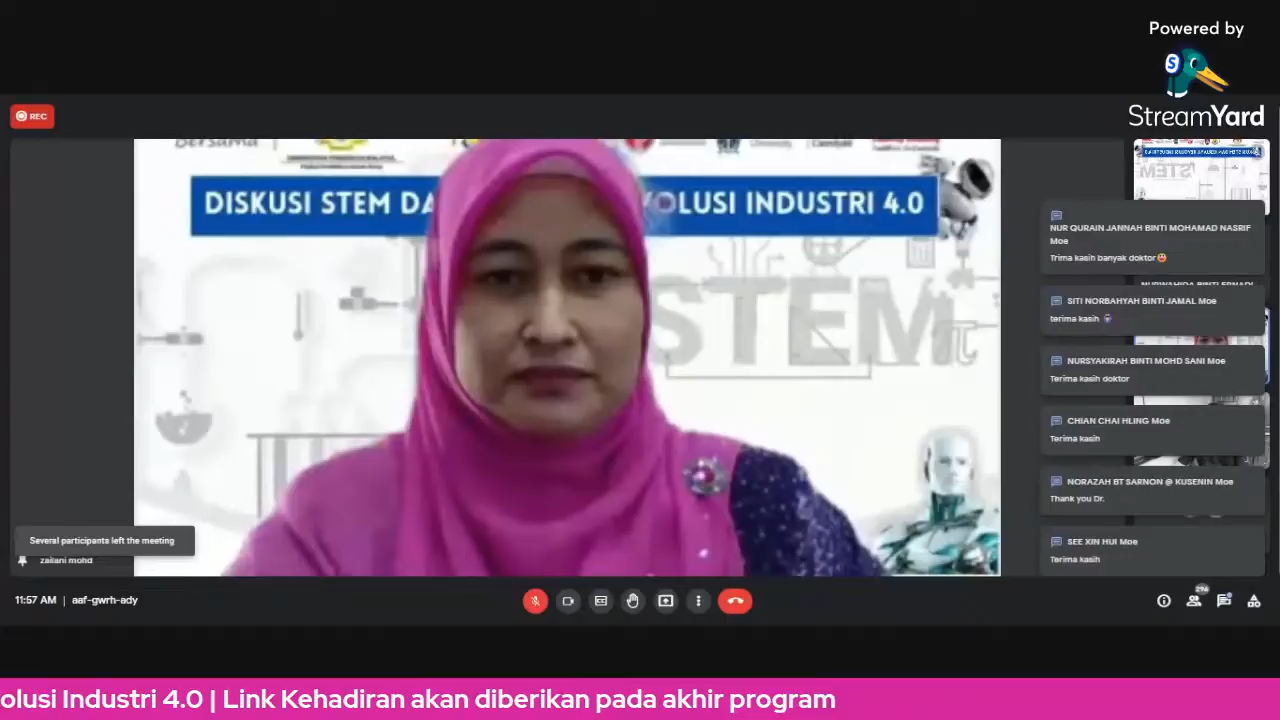 Powered by
StreamYard
REC
Bersama
DISKUSI STEM DA
OLUSI INDUSTRI 4.0
STEM
STEM
NUR QURAIN JANNAH BINTI MOHAMAD NASRIF
Moe
Trima kasih banyak doktor
SITI NORBAHYAH BINTI JAMAL Moe
terima kasih
NURSYAKIRAH BINTI MOHD SANI Moe
Terima kasih doktor
CHIAN CHAI HLING Moe
Terima kasih
NORAZAH BT SARNON @ KUSENIN Moe
Thank you Dr.
SEE XIN HUI Moe
Terima kasih
Several participants left the meeting
zailani mohd
11:57 AM | aaf-gwrh-ady
olusi Industri 4.0 | Link Kehadiran akan diberikan pada akhir program